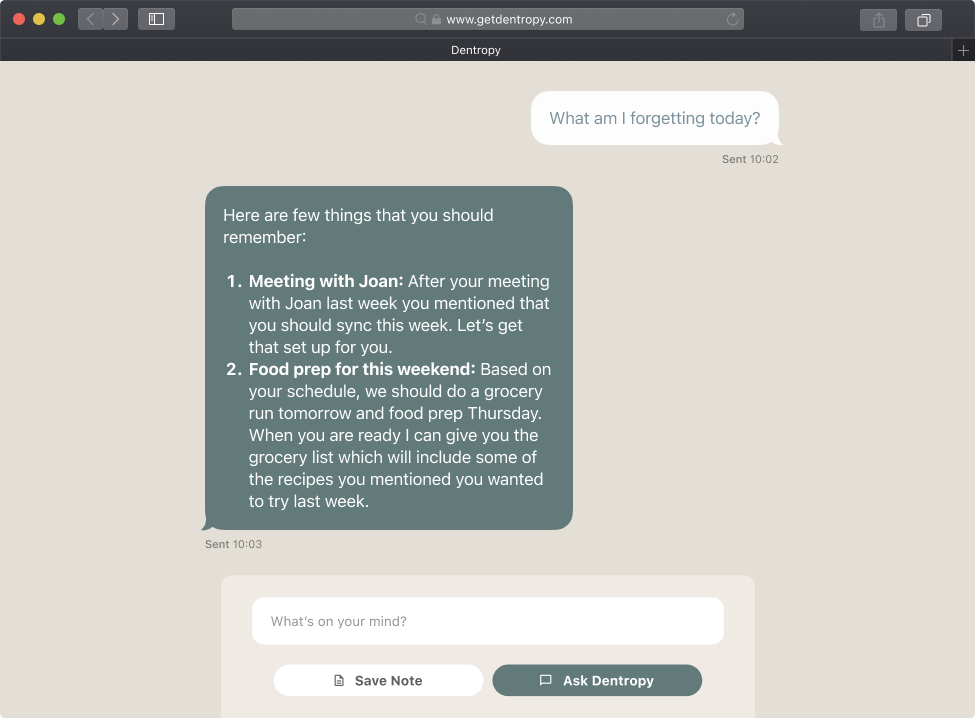 www.getdentropy.com
Dentropy
What am I forgetting today?
Sent 10:02
Here are few things that you should
remember:
1. Meeting with Joan: After your meeting
with Joan last week you mentioned that
you should sync this week. Let's get
that set up for you.
2. Food prep for this weekend: Based on
your schedule, we should do a grocery
run tomorrow and food prep Thursday.
When you are ready I can give you the
grocery list which will include some of
the recipes you mentioned you wanted
to try last week.
Sent 10:03
What's on your mind?
Save Note
Ask Dentropy